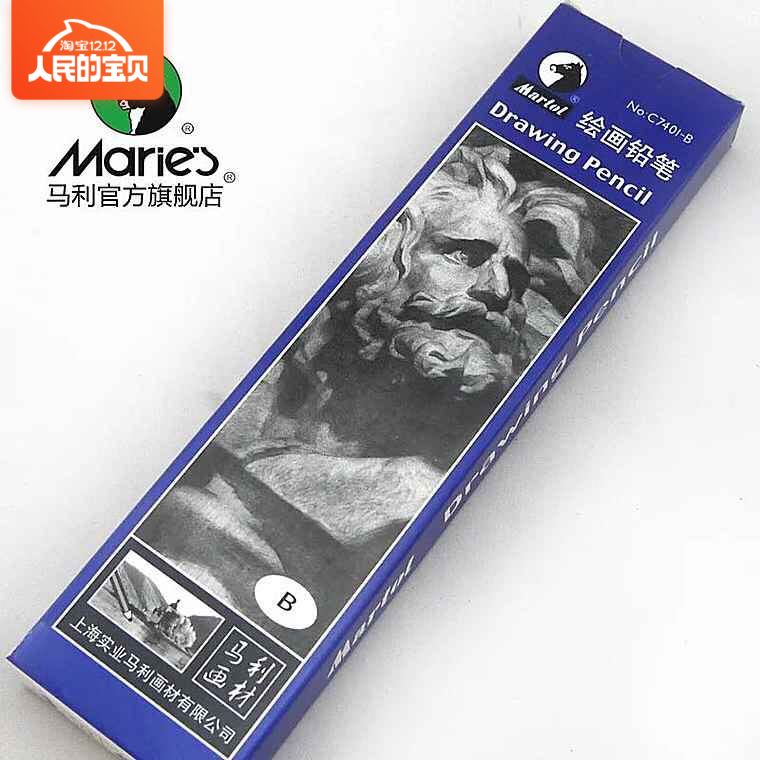 淘宝12.12
人民的宝贝
Marie's®
马利官方旗舰店®
Martol®
No:C7401-B
绘画铅笔
Drawing Pencil
B
马利
画材
上海实业马利画材有限公司
Martol Drawing Pencil